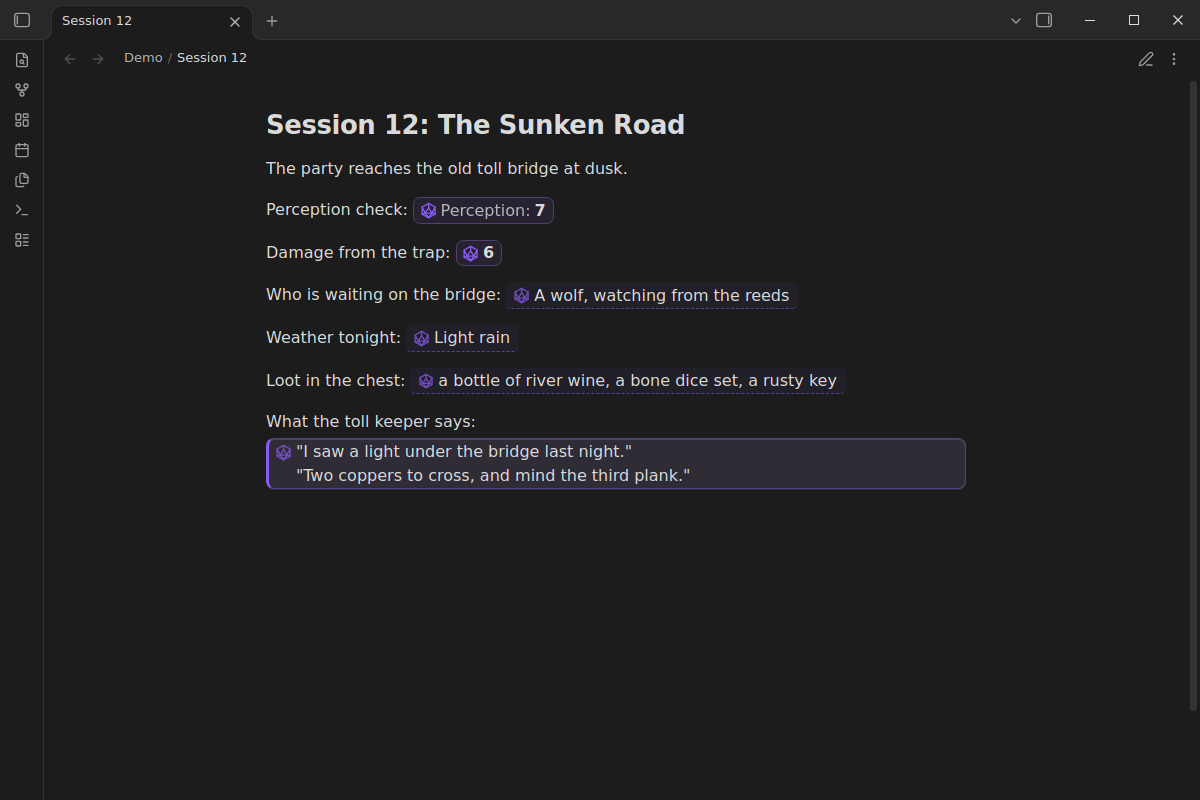 Session 12
Demo / Session 12
Session 12: The Sunken Road
The party reaches the old toll bridge at dusk.
Perception check: Perception: 7
Damage from the trap: 6
Who is waiting on the bridge: A wolf, watching from the reeds
Weather tonight: Light rain
Loot in the chest: a bottle of river wine, a bone dice set, a rusty key
What the toll keeper says:
"I saw a light under the bridge last night."
"Two coppers to cross, and mind the third plank."